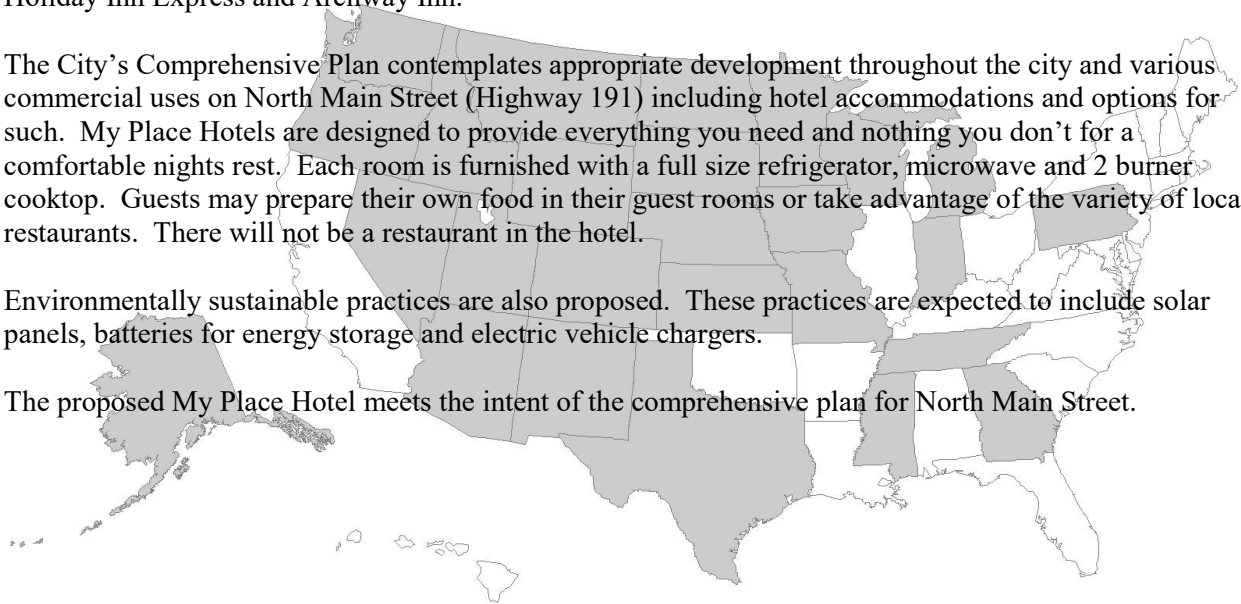 Holiday Inn Express and Archway Inn.
The City’s Comprehensive Plan contemplates appropriate development throughout the city and various
commercial uses on North Main Street (Highway 191) including hotel accommodations and options for
such.  My Place Hotels are designed to provide everything you need and nothing you don’t for a
comfortable nights rest.  Each room is furnished with a full size refrigerator, microwave and 2 burner
cooktop.  Guests may prepare their own food in their guest rooms or take advantage of the variety of loca
restaurants.  There will not be a restaurant in the hotel.
Environmentally sustainable practices are also proposed.  These practices are expected to include solar
panels, batteries for energy storage and electric vehicle chargers.
The proposed My Place Hotel meets the intent of the comprehensive plan for North Main Street.